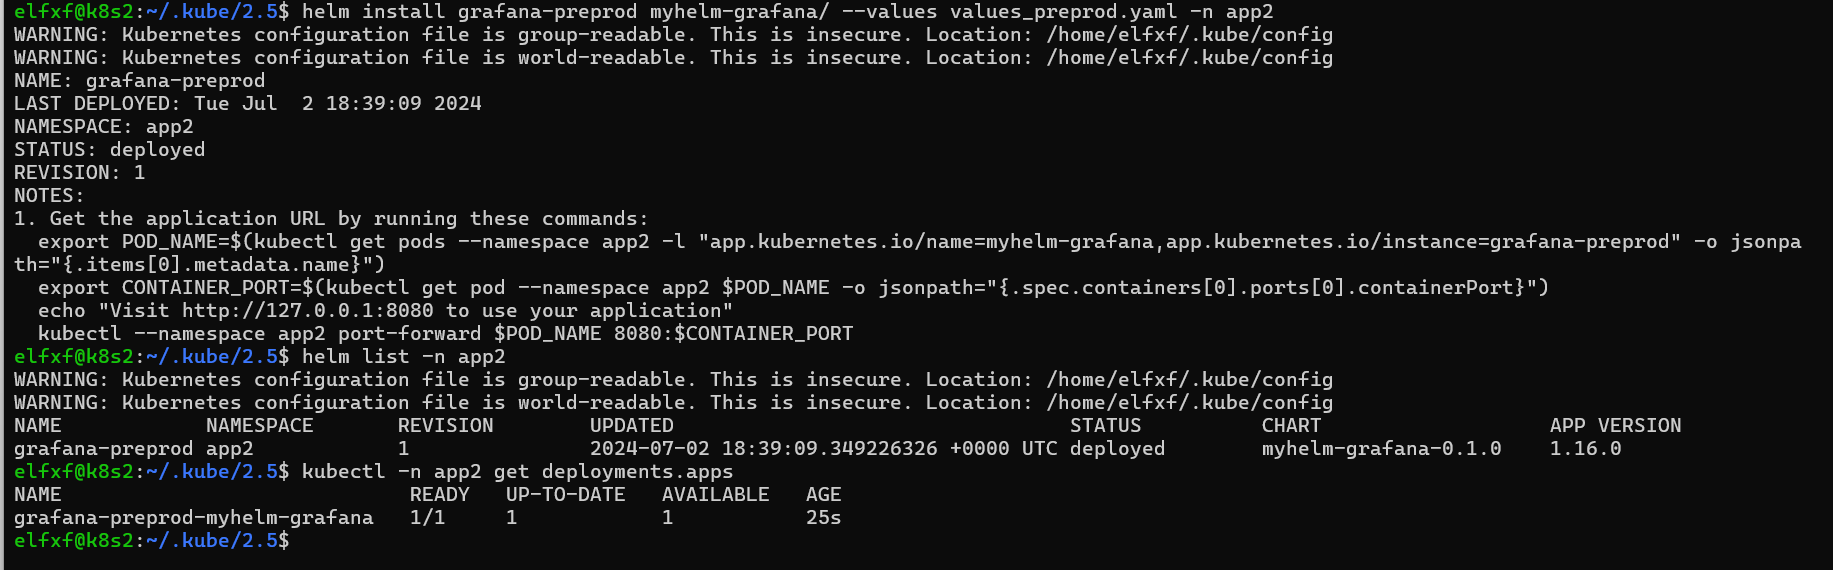 elfxf@k8s2:~/.kube/2.5$ helm install grafana-preprod myhelm-grafana/ --values values_preprod.yaml -n app2
WARNING: Kubernetes configuration file is group-readable. This is insecure. Location: /home/elfxf/.kube/config
WARNING: Kubernetes configuration file is world-readable. This is insecure. Location: /home/elfxf/.kube/config
NAME: grafana-preprod
LAST DEPLOYED: Tue Jul  2 18:39:09 2024
NAMESPACE: app2
STATUS: deployed
REVISION: 1
NOTES:
1. Get the application URL by running these commands:
  export POD_NAME=$(kubectl get pods --namespace app2 -l "app.kubernetes.io/name=myhelm-grafana,app.kubernetes.io/instance=grafana-preprod" -o jsonpa
th="{.items[0].metadata.name}")
  export CONTAINER_PORT=$(kubectl get pod --namespace app2 $POD_NAME -o jsonpath="{.spec.containers[0].ports[0].containerPort}")
  echo "Visit http://127.0.0.1:8080 to use your application"
  kubectl --namespace app2 port-forward $POD_NAME 8080:$CONTAINER_PORT
elfxf@k8s2:~/.kube/2.5$ helm list -n app2
WARNING: Kubernetes configuration file is group-readable. This is insecure. Location: /home/elfxf/.kube/config
WARNING: Kubernetes configuration file is world-readable. This is insecure. Location: /home/elfxf/.kube/config
NAME            NAMESPACE       REVISION        UPDATED                                 STATUS          CHART                   APP VERSION
grafana-preprod app2            1               2024-07-02 18:39:09.349226326 +0000 UTC deployed        myhelm-grafana-0.1.0    1.16.0
elfxf@k8s2:~/.kube/2.5$ kubectl -n app2 get deployments.apps
NAME                             READY   UP-TO-DATE   AVAILABLE   AGE
grafana-preprod-myhelm-grafana   1/1     1            1           25s
elfxf@k8s2:~/.kube/2.5$